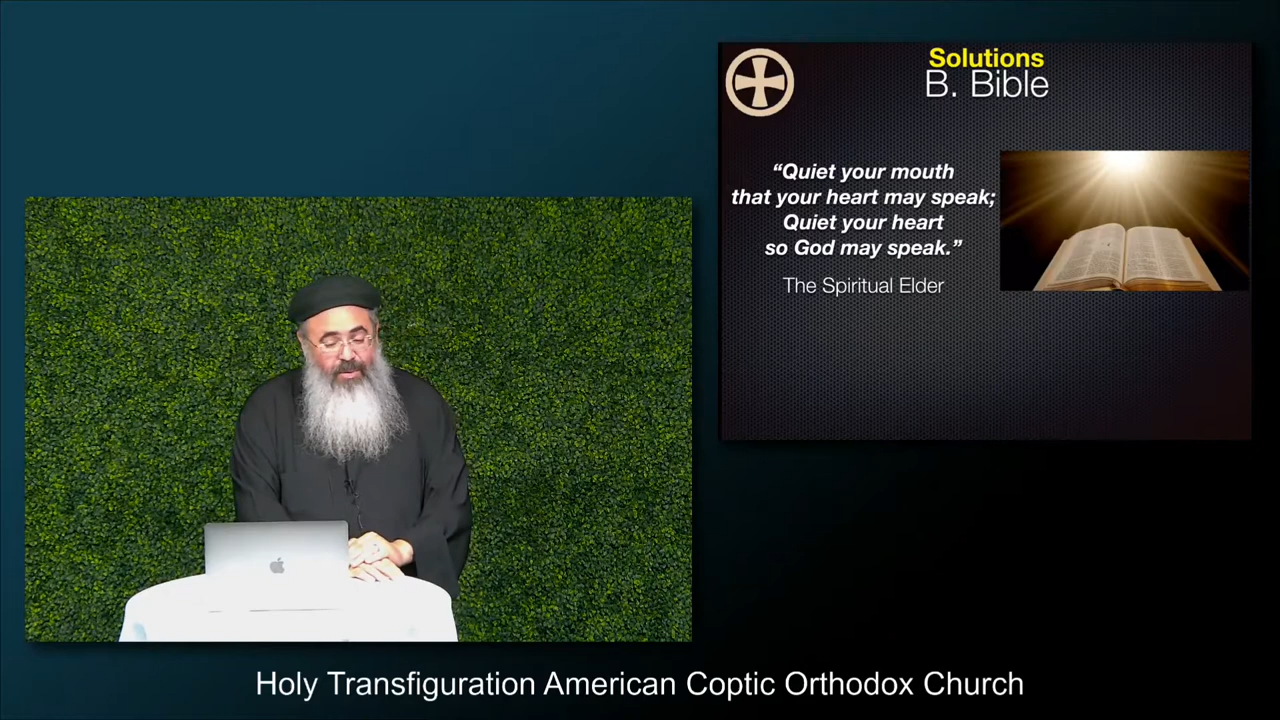 Solutions
B. Bible
“Quiet your mouth
that your heart may speak;
Quiet your heart
so God may speak.”
The Spiritual Elder
Holy Transfiguration American Coptic Orthodox Church